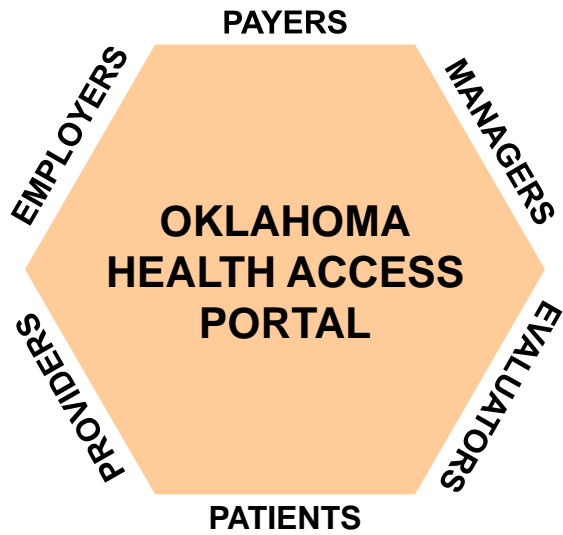 PAYERS
EMPLOYERS
MANAGERS
OKLAHOMA
HEALTH ACCESS
PORTAL
PROVIDERS
EVALUATORS
PATIENTS